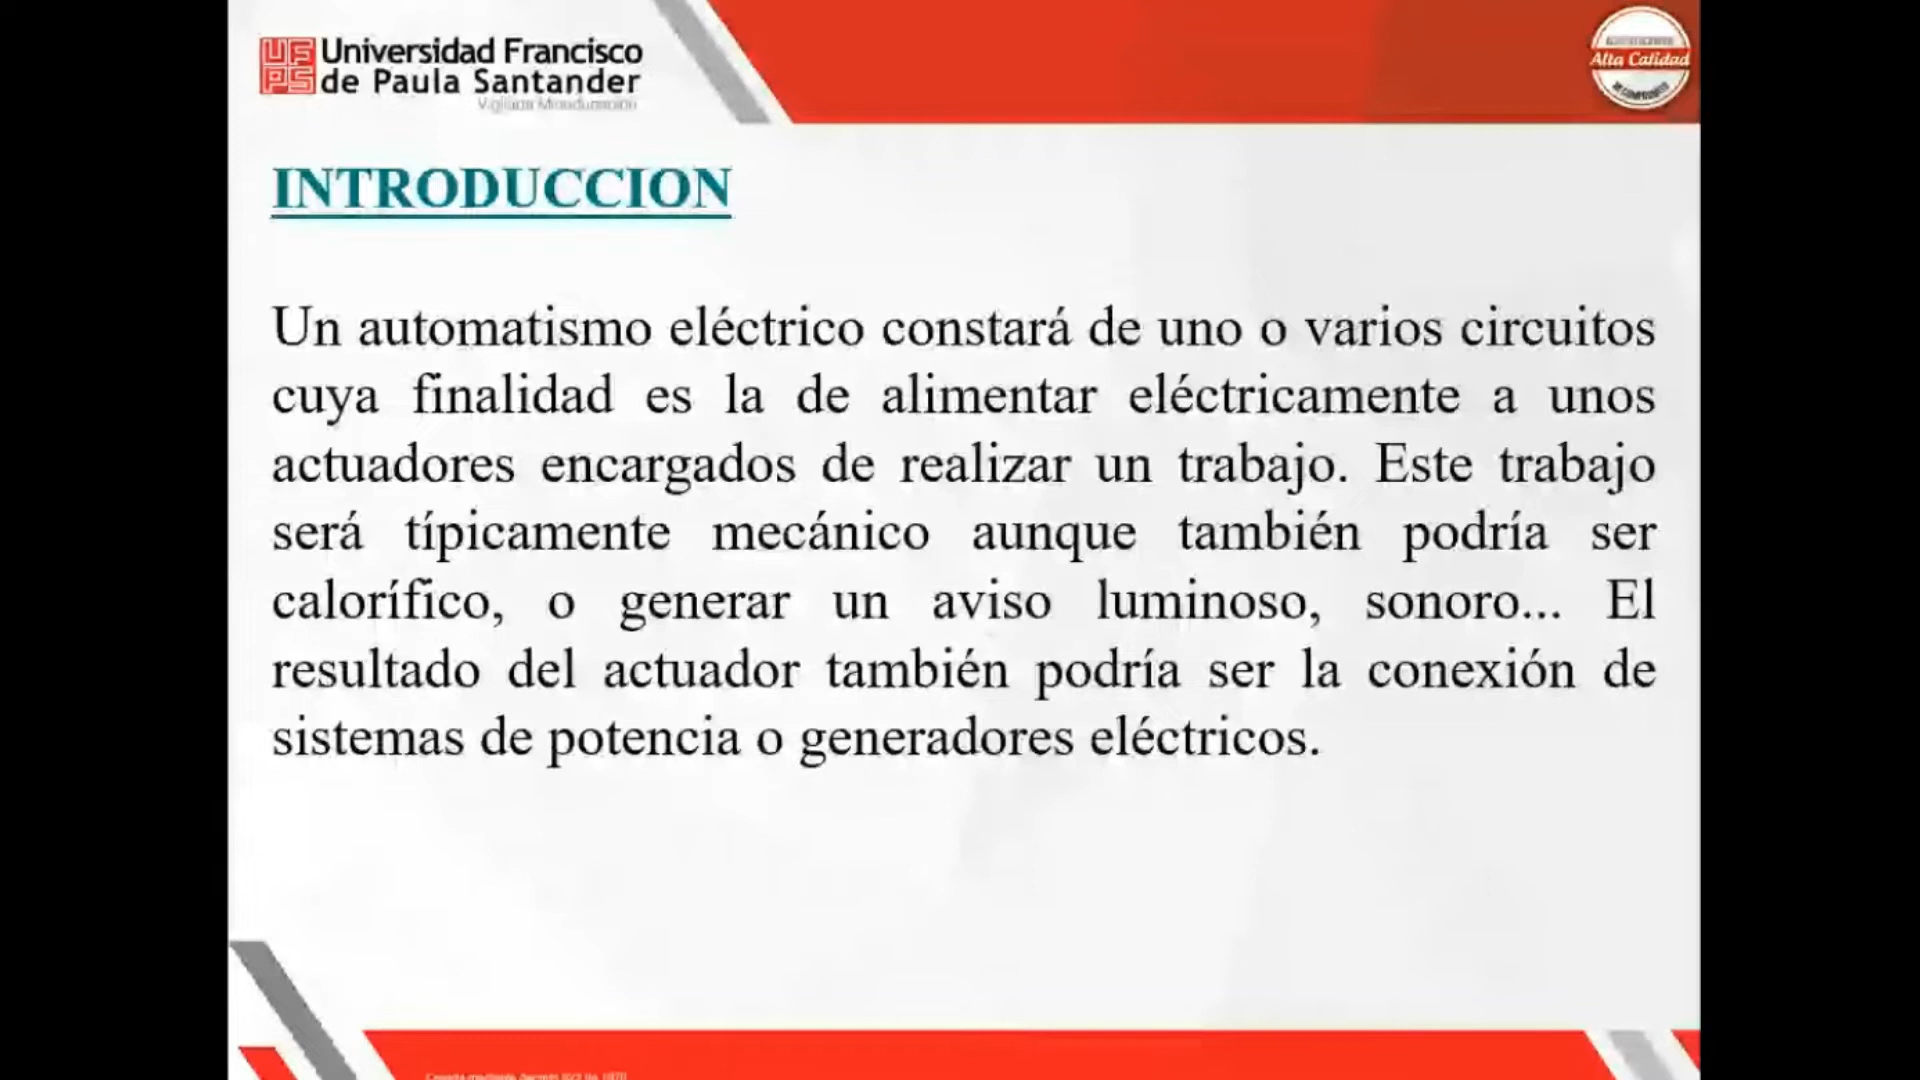 UFPS Universidad Francisco
de Paula Santander
Vigilada Mineducación
Alta Calidad
INTRODUCCION
Un automatismo eléctrico constará de uno o varios circuitos
cuya finalidad es la de alimentar eléctricamente a unos
actuadores encargados de realizar un trabajo. Este trabajo
será típicamente mecánico aunque también podría ser
calorífico, o generar un aviso luminoso, sonoro... El
resultado del actuador también podría ser la conexión de
sistemas de potencia o generadores eléctricos.